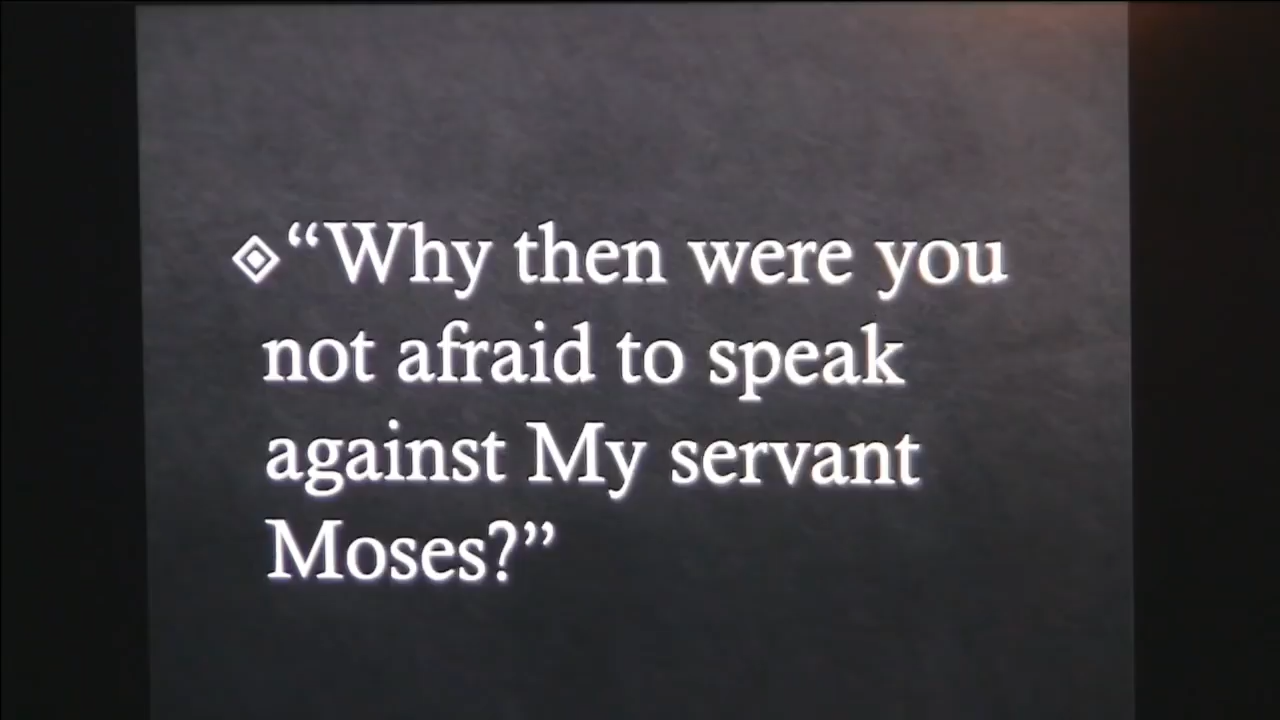 “Why then were you
not afraid to speak
against My servant
Moses?”